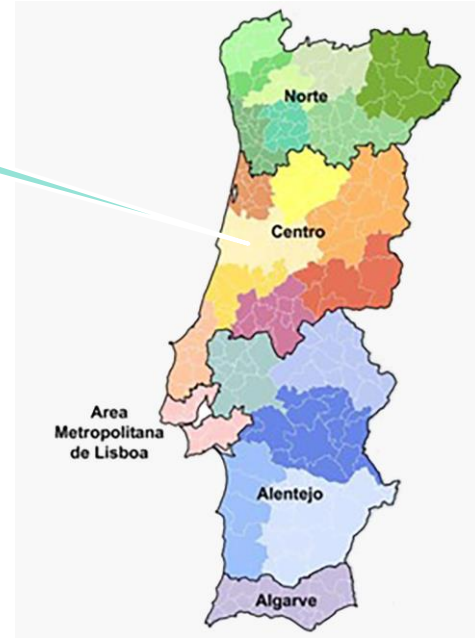 Norte
Centro
Area
Metropolitana
de Lisboa
Alentejo
Algarve